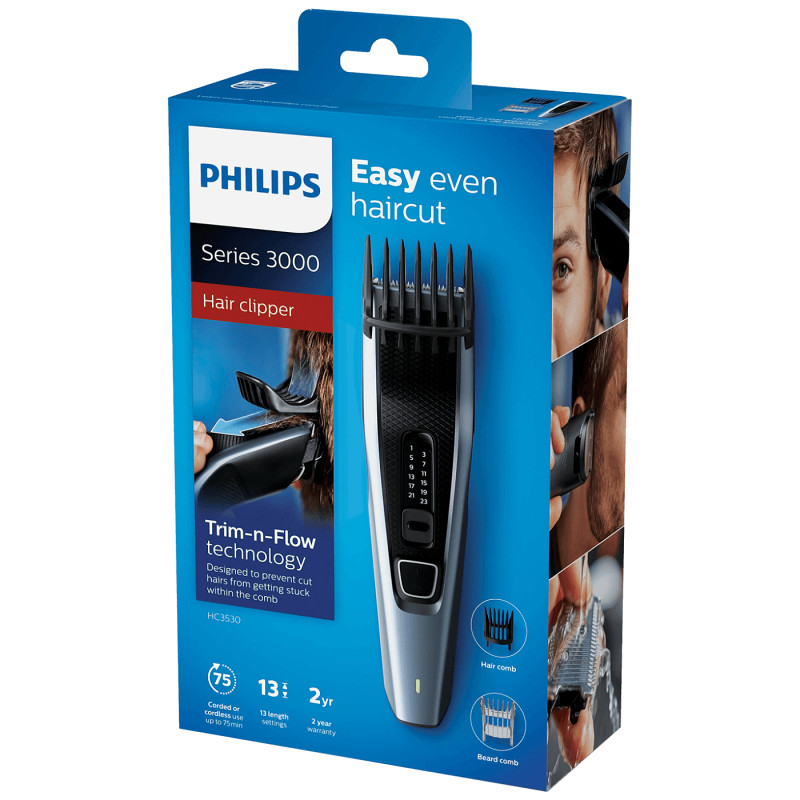 PHILIPS
Easy even
haircut
Series 3000
Hair clipper
1 3
5 7
9 11
13 15
17 19
21 23
Trim-n-Flow
technology
Designed to prevent cut
hairs from getting stuck
within the comb
HC3530
75
Corded or
cordless use
up to 75min
13
13 length
settings
2yr
2 year
warranty
Hair comb
Beard comb